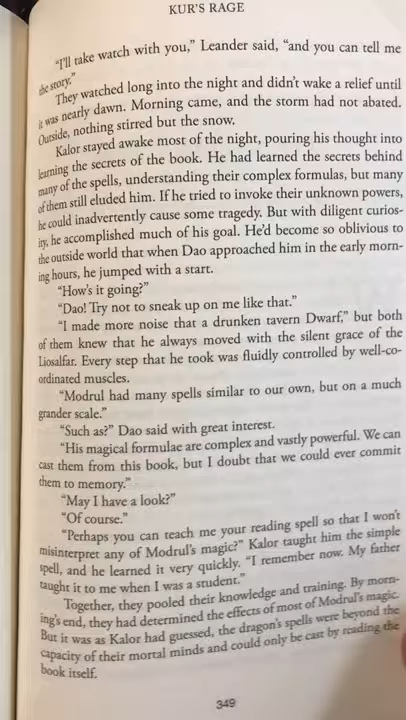 KUR'S RAGE
"I'll take watch with you," Leander said, "and you can tell me
the story."
They watched long into the night and didn't wake a relief until
it was nearly dawn. Morning came, and the storm had not abated.
Outside, nothing stirred but the snow.
Kalor stayed awake most of the night, pouring his thought into
learning the secrets of the book. He had learned the secrets behind
many of the spells, understanding their complex formulas, but many
of them still eluded him. If he tried to invoke their unknown powers,
he could inadvertently cause some tragedy. But with diligent curios-
ity, he accomplished much of his goal. He'd become so oblivious to
the outside world that when Dao approached him in the early morn-
ing hours, he jumped with a start.
"How's it going?"
"Dao! Try not to sneak up on me like that."
"I made more noise that a drunken tavern Dwarf," but both
of them knew that he always moved with the silent grace of the
Liosalfar. Every step that he took was fluidly controlled by well-co-
ordinated muscles.
"Modrul had many spells similar to our own, but on a much
grander scale."
"Such as?" Dao said with great interest.
"His magical formulae are complex and vastly powerful. We can
cast them from this book, but I doubt that we could ever commit
them to memory."
"May I have a look?"
"Of course."
"Perhaps you can teach me your reading spell so that I won't
misinterpret any of Modrul's magic?" Kalor taught him the simple
spell, and he learned it very quickly. "I remember now. My father
taught it to me when I was a student."
Together, they pooled their knowledge and training. By morn-
ing's end, they had determined the effects of most of Modrul's magic.
But it was as Kalor had guessed, the dragon's spells were beyond the
capacity of their mortal minds and could only be cast by reading the
book itself.
349